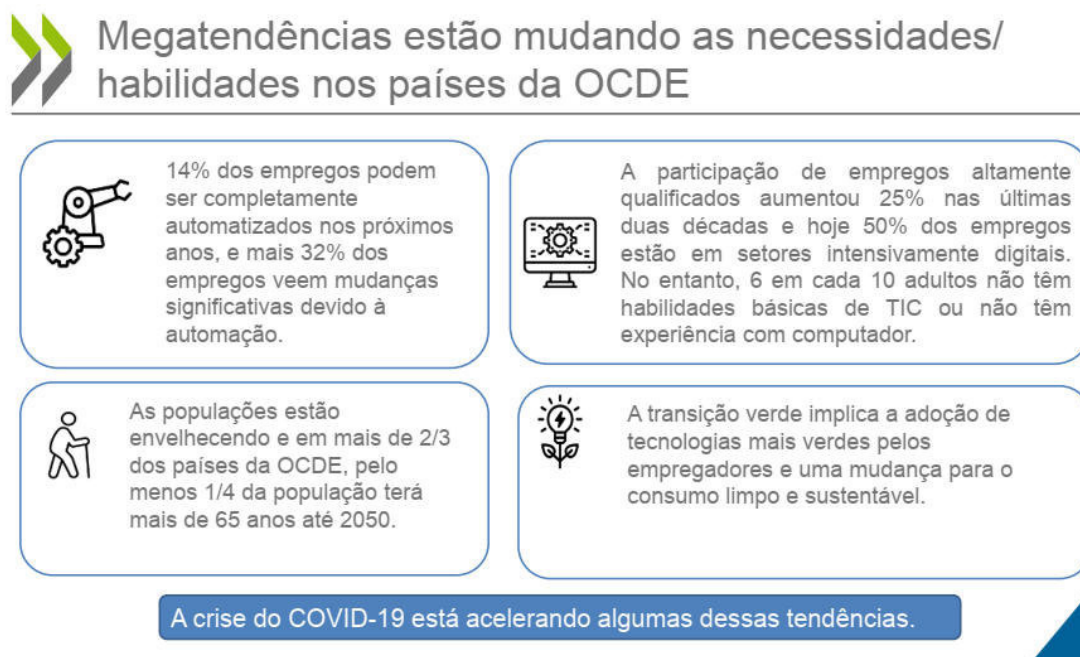 Megatendências estão mudando as necessidades/
habilidades nos países da OCDE
14% dos empregos podem
ser completamente
automatizados nos próximos
anos, e mais 32% dos
empregos veem mudanças
significativas devido à
automação.
A participação de empregos altamente
qualificados aumentou 25% nas últimas
duas décadas e hoje 50% dos empregos
estão em setores intensivamente digitais.
No entanto, 6 em cada 10 adultos não têm
habilidades básicas de TIC ou não têm
experiência com computador.
As populações estão
envelhecendo e em mais de 2/3
dos países da OCDE, pelo
menos 1/4 da população terá
mais de 65 anos até 2050.
A transição verde implica a adoção de
tecnologias mais verdes pelos
empregadores e uma mudança para o
consumo limpo e sustentável.
A crise do COVID-19 está acelerando algumas dessas tendências.